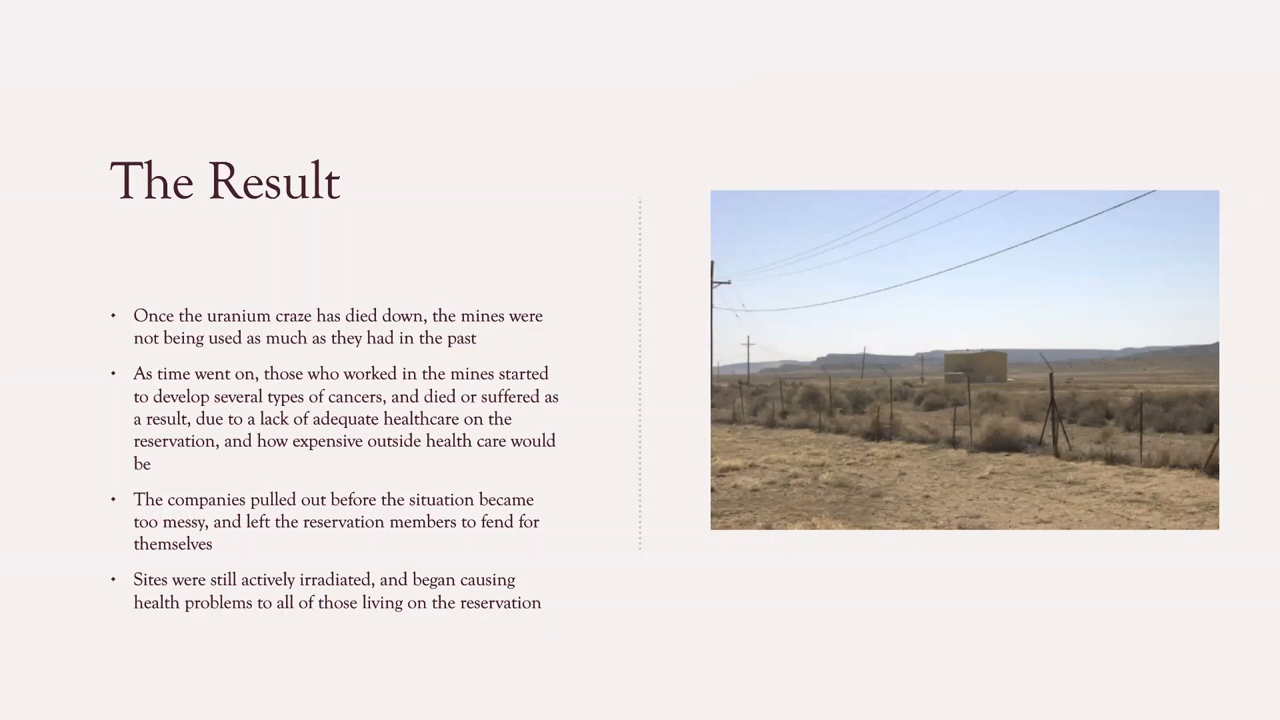 The Result
Once the uranium craze has died down, the mines were
not being used as much as they had in the past
As time went on, those who worked in the mines started
to develop several types of cancers, and died or suffered as
a result, due to a lack of adequate healthcare on the
reservation, and how expensive outside health care would
be
The companies pulled out before the situation became
too messy, and left the reservation members to fend for
themselves
Sites were still actively irradiated, and began causing
health problems to all of those living on the reservation